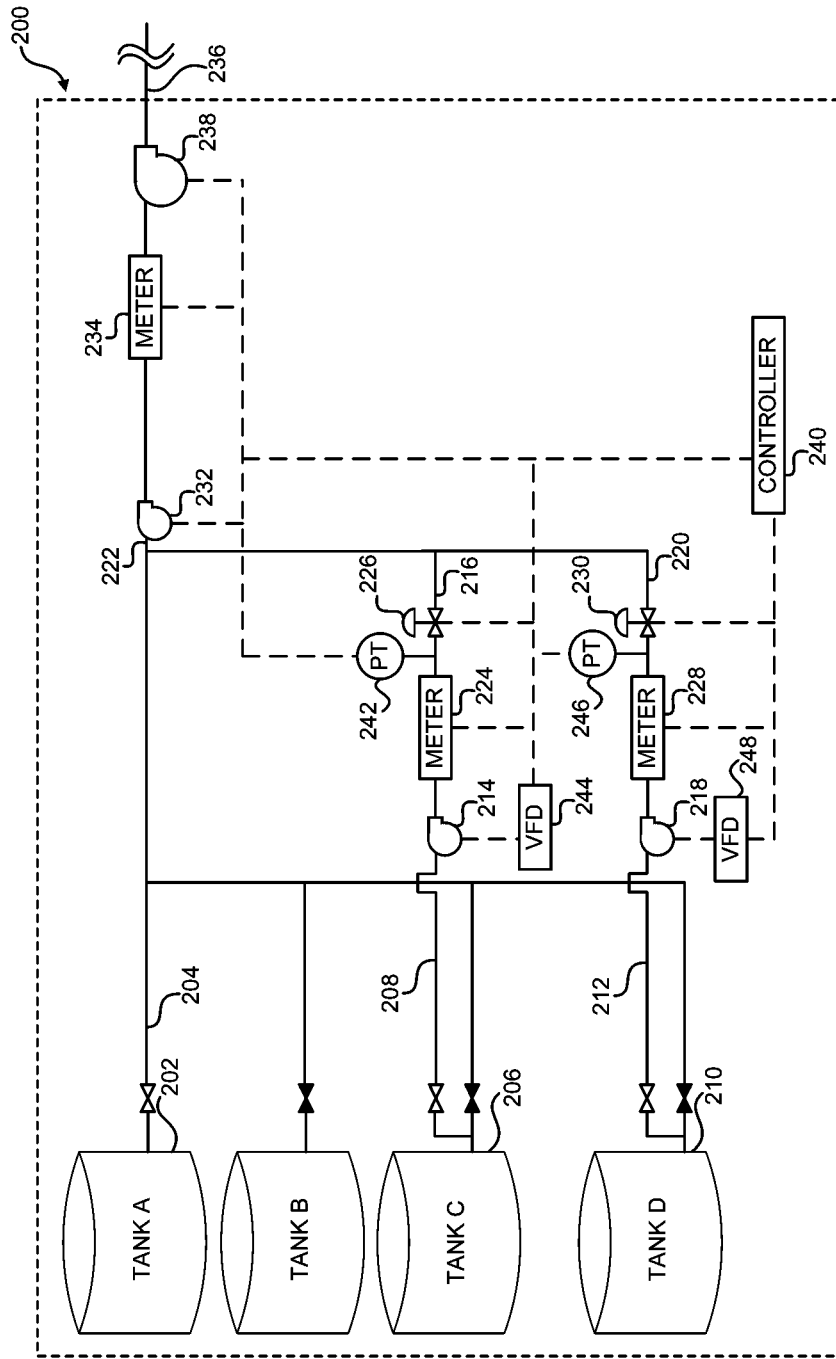 200
236
238
METER
234
232
222
226
216
230
220
PT
242
PT
246
CONTROLLER
240
METER
224
METER
228
214
VFD
244
218
VFD
248
204
208
212
202
206
210
TANK A
TANK B
TANK C
TANK D